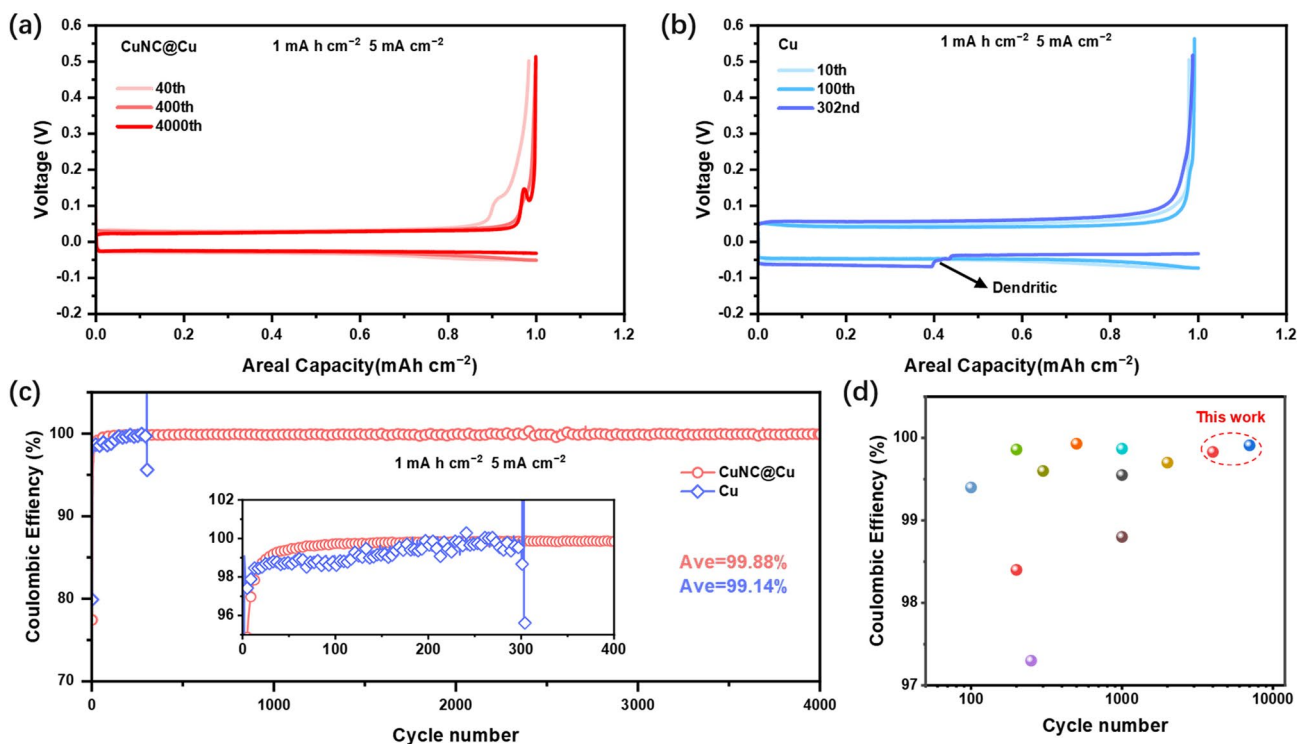 (a)
CuNC@Cu
1 mA h cm⁻² 5 mA cm⁻²
40th
400th
4000th
0.6
0.5
0.4
0.3
0.2
0.1
0.0
-0.1
-0.2
Voltage (V)
0.0 0.2 0.4 0.6 0.8 1.0 1.2
Areal Capacity(mAh cm⁻²)
(b)
Cu
1 mA h cm⁻² 5 mA cm⁻²
10th
100th
302nd
0.6
0.5
0.4
0.3
0.2
0.1
0.0
-0.1
-0.2
Voltage (V)
Dendritic
0.0 0.2 0.4 0.6 0.8 1.0 1.2
Areal Capacity(mAh cm⁻²)
(c)
100
90
80
70
Coulombic Effiency (%)
1 mA h cm⁻² 5 mA cm⁻²
CuNC@Cu
Cu
102
100
98
96
0 100 200 300 400
Ave=99.88%
Ave=99.14%
0 1000 2000 3000 4000
Cycle number
(d)
This work
100
99
98
97
Coulombic Effiency (%)
100 1000 10000
Cycle number